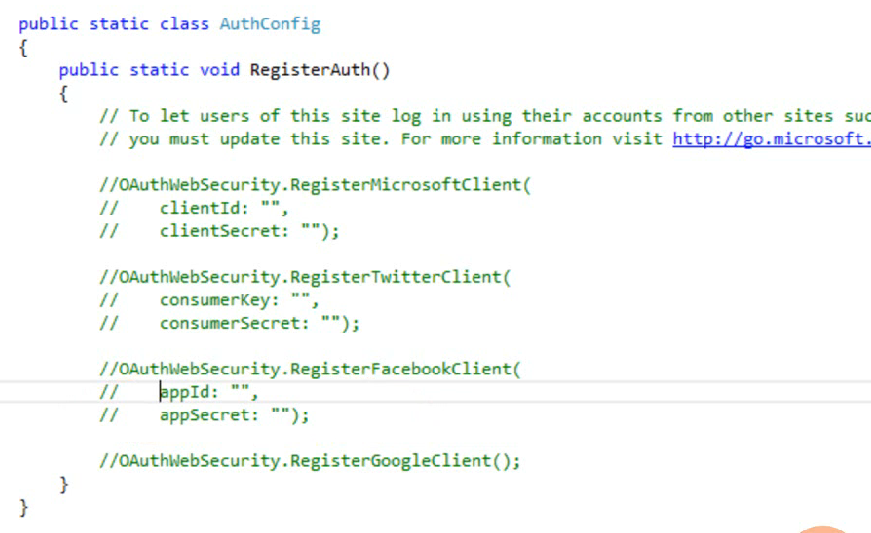 public static class AuthConfig
{
public static void RegisterAuth()
{
// To let users of this site log in using their accounts from other sites
// you must update this site. For more information visit http://go.microsoft.
//OAuthWebSecurity.RegisterMicrosoftClient(
// clientId: "",
// clientSecret: "");
//OAuthWebSecurity.RegisterTwitterClient(
// consumerKey: "",
// consumerSecret: "");
//OAuthWebSecurity.RegisterFacebookClient(
// appId: "",
// appSecret: "");
//OAuthWebSecurity.RegisterGoogleClient();
}
}